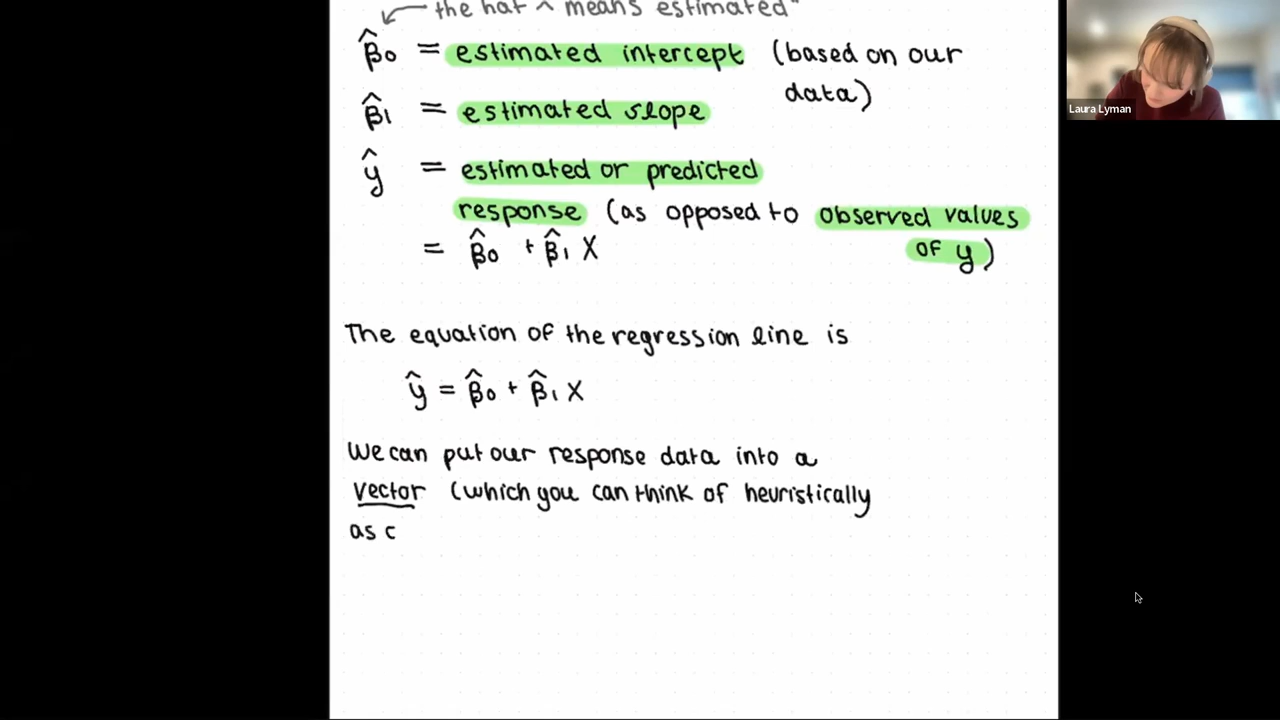 the hat ^ means estimated"
β̂0 = estimated intercept (based on our
data)
β̂1 = estimated slope
ŷ = estimated or predicted
response (as opposed to observed values
of y)
= β̂0 + β̂1 X
The equation of the regression line is
ŷ = β̂0 + β̂1 X
We can put our response data into a
vector (which you can think of heuristically
as c
Laura Lyman